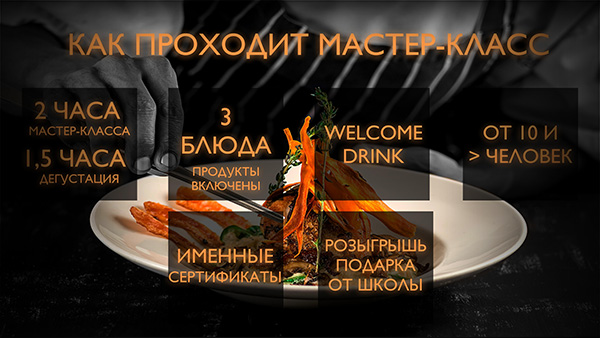 КАК ПРОХОДИТ МАСТЕР-КЛАСС
2 ЧАСА
МАСТЕР-КЛАССА
1,5 ЧАСА
ДЕГУСТАЦИЯ
3
БЛЮДА
ПРОДУКТЫ
ВКЛЮЧЕНЫ
WELCOME
DRINK
ОТ 10 И
> ЧЕЛОВЕК
ИМЕННЫЕ
СЕРТИФИКАТЫ
РОЗЫГРЫШЬ
ПОДАРКА
ОТ ШКОЛЫ